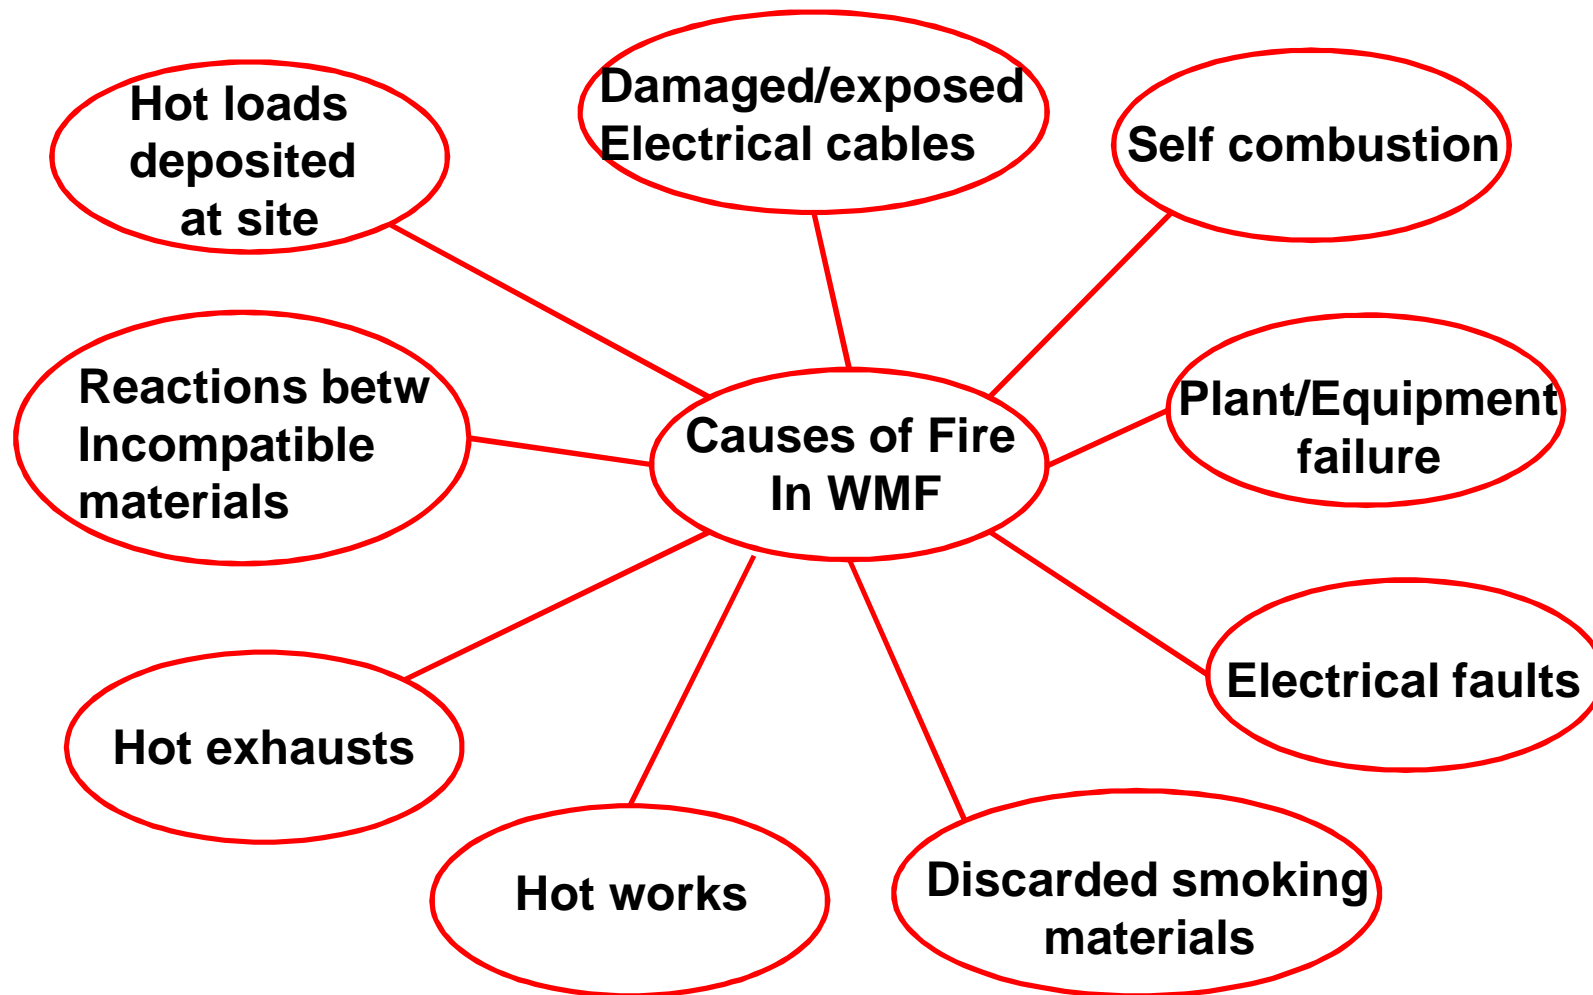 Hot loads
deposited
at site
Damaged/exposed
Electrical cables
Self combustion
Reactions betw
Incompatible
materials
Causes of Fire
In WMF
Plant/Equipment
failure
Hot exhausts
Electrical faults
Hot works
Discarded smoking
materials